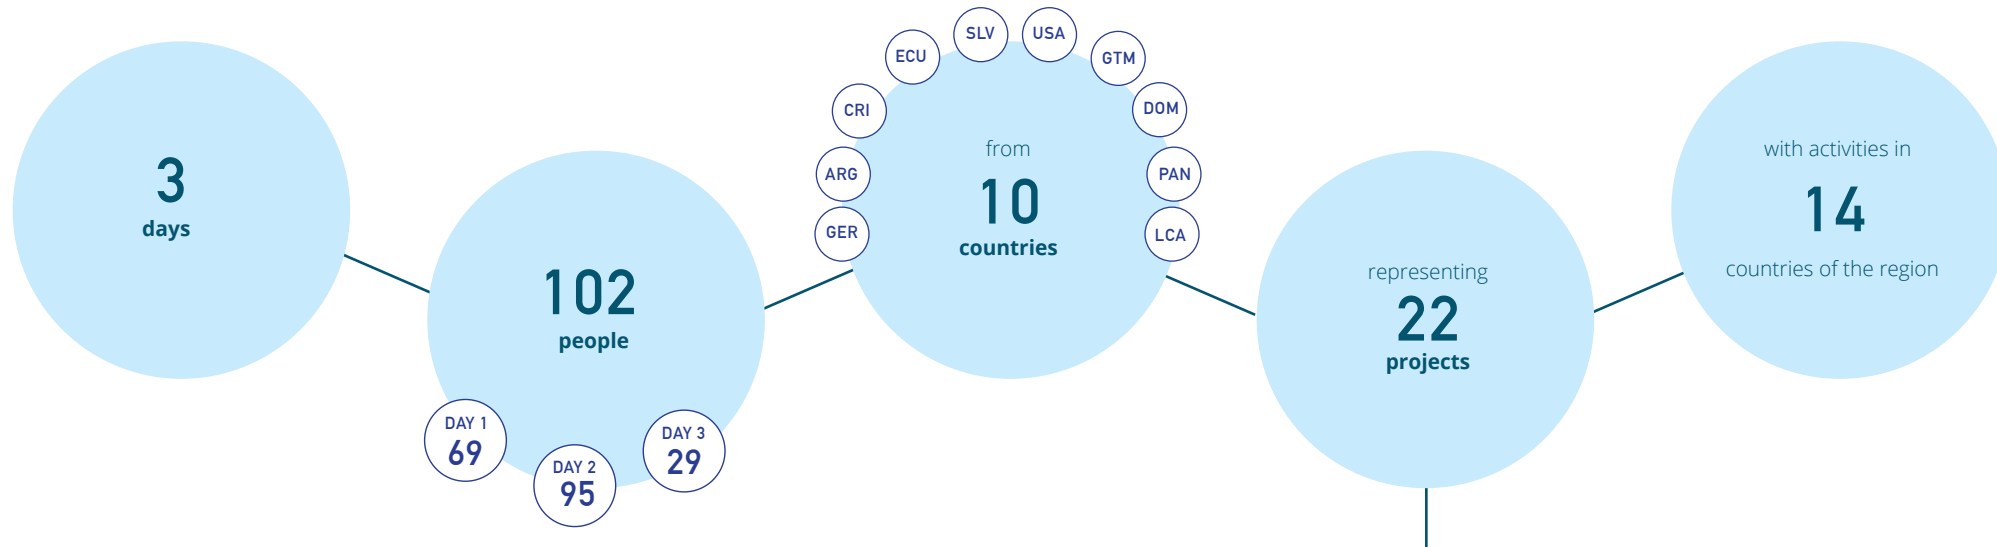 3
days
102
people
DAY 1
69
DAY 2
95
DAY 3
29
GER
ARG
CRI
ECU
SLV
USA
GTM
DOM
PAN
LCA
from
10
countries
representing
22
projects
with activities in
14
countries of the region